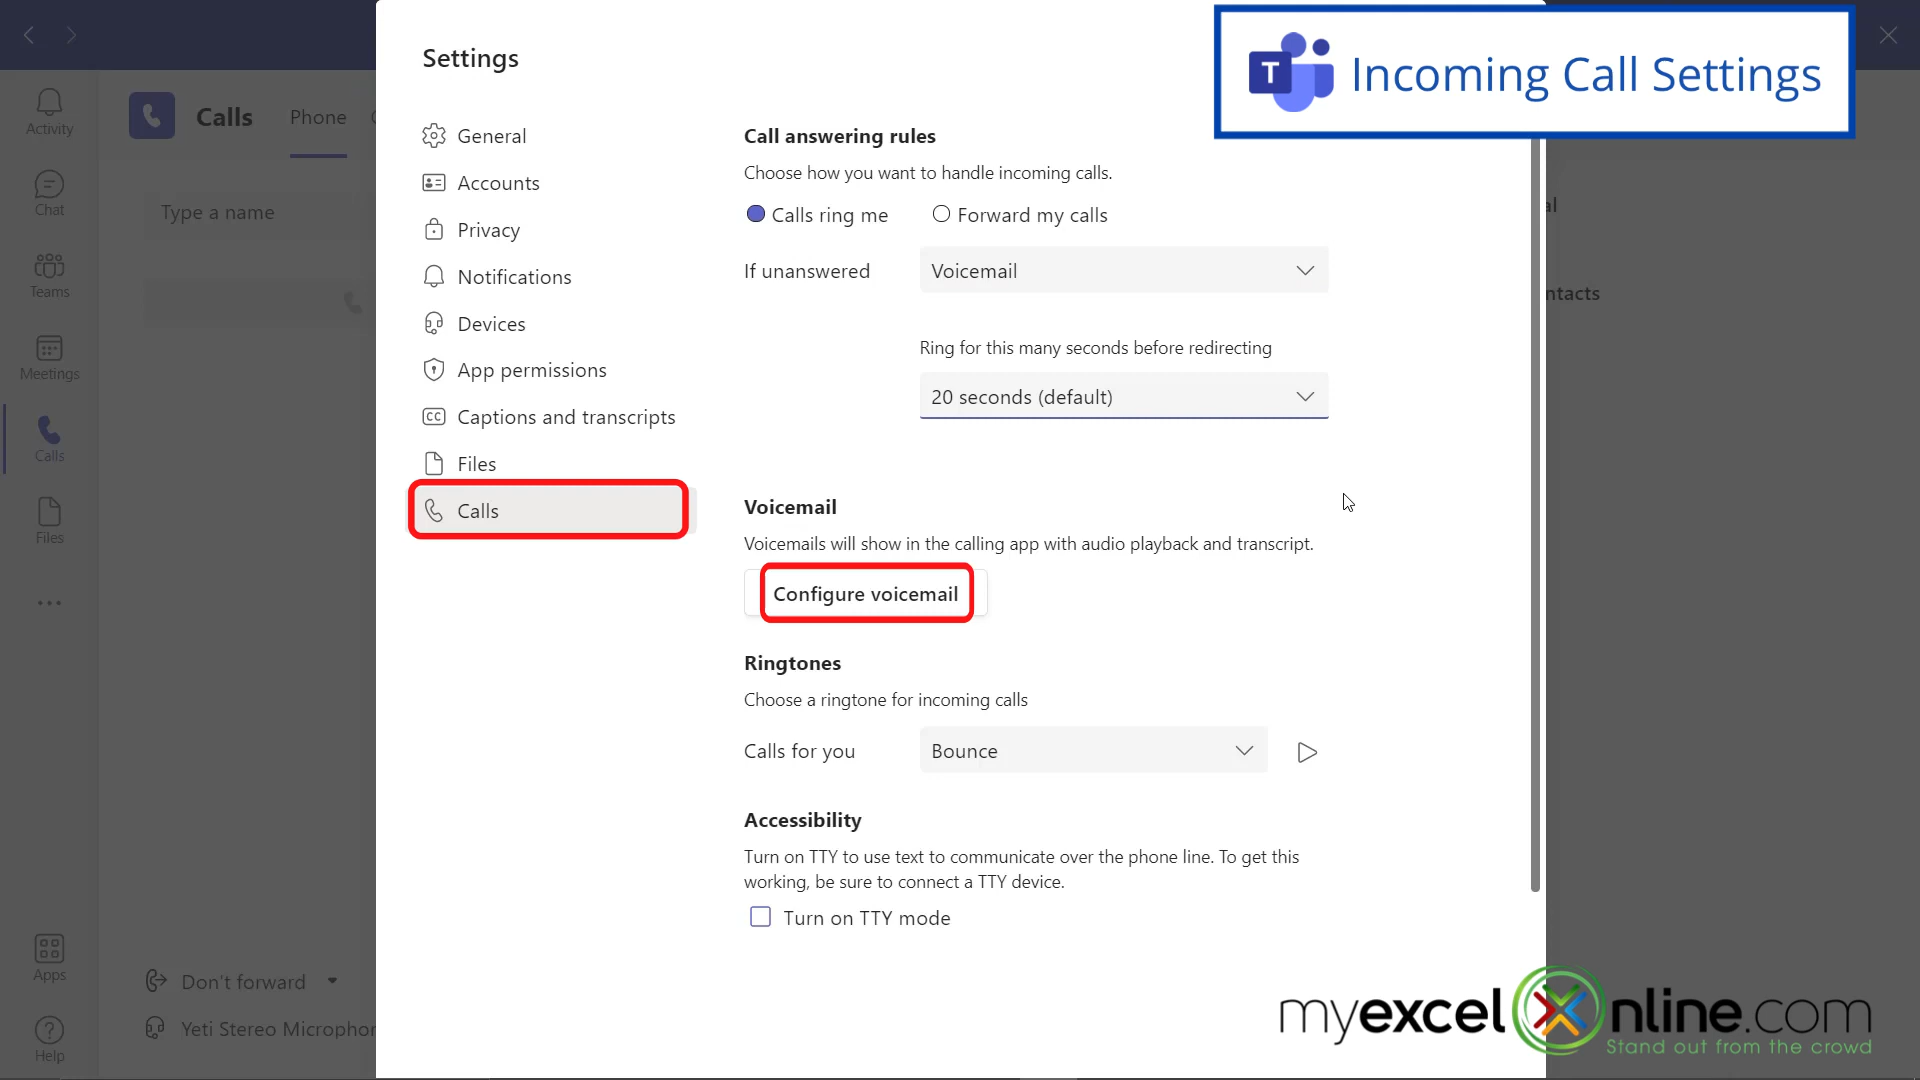 Settings
T Incoming Call Settings
Activity
Chat
Teams
Meetings
Calls
Files
Apps
Help
Calls Phone
Type a name
Don't forward
Yeti Stereo Microphon
General
Accounts
Privacy
Notifications
Devices
App permissions
CC Captions and transcripts
Files
Calls
Call answering rules
Choose how you want to handle incoming calls.
Calls ring me Forward my calls
If unanswered Voicemail
Ring for this many seconds before redirecting
20 seconds (default)
Voicemail
Voicemails will show in the calling app with audio playback and transcript.
Configure voicemail
Ringtones
Choose a ringtone for incoming calls
Calls for you Bounce
Accessibility
Turn on TTY to use text to communicate over the phone line. To get this
working, be sure to connect a TTY device.
Turn on TTY mode
al
ntacts
myexcelOnline.com
Stand out from the crowd